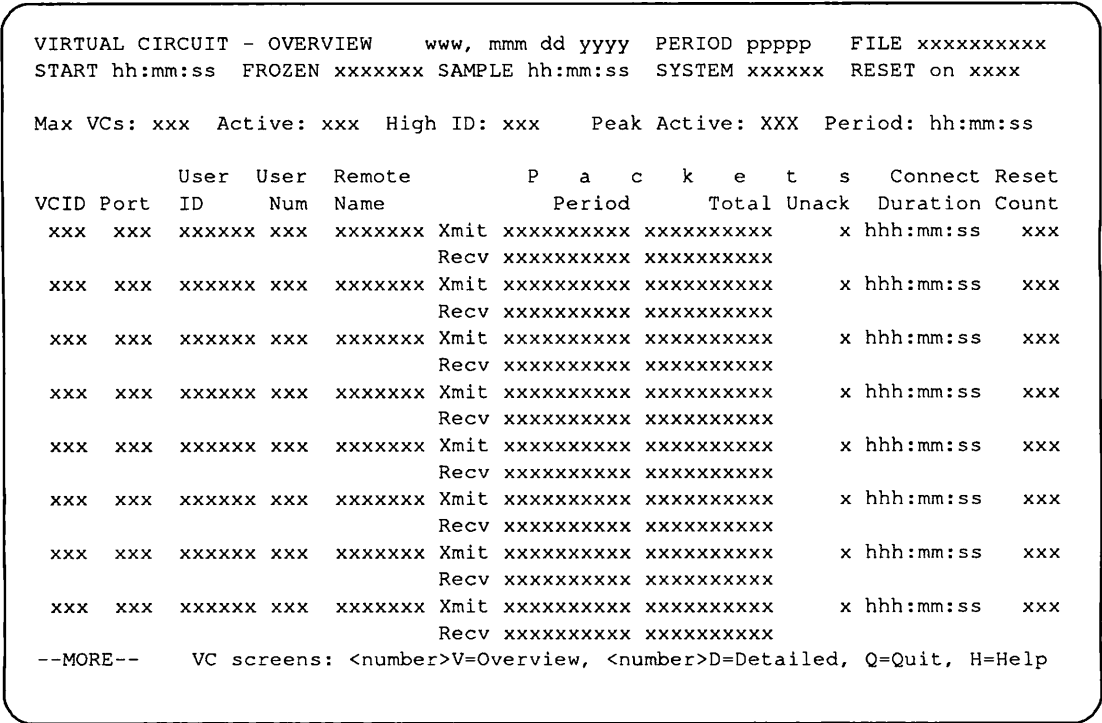 VIRTUAL CIRCUIT - OVERVIEW www, mmm dd yyyy PERIOD ppppp FILE xxxxxxxxxx
START hh:mm:ss FROZEN xxxxxxx SAMPLE hh:mm:ss SYSTEM xxxxxx RESET on xxxx
Max VCs: xxx Active: xxx High ID: xxx Peak Active: XXX Period: hh:mm:ss
User User Remote P a c k e t s Connect Reset
VCID Port ID Num Name Period Total Unack Duration Count
xxx xxx xxxxxx xxx xxxxxxx Xmit xxxxxxxxxx xxxxxxxxxx x hhh:mm:ss xxx
Recv xxxxxxxxxx xxxxxxxxxx
xxx xxx xxxxxx xxx xxxxxxx Xmit xxxxxxxxxx xxxxxxxxxx x hhh:mm:ss xxx
Recv xxxxxxxxxx xxxxxxxxxx
xxx xxx xxxxxx xxx xxxxxxx Xmit xxxxxxxxxx xxxxxxxxxx x hhh:mm:ss xxx
Recv xxxxxxxxxx xxxxxxxxxx
xxx xxx xxxxxx xxx xxxxxxx Xmit xxxxxxxxxx xxxxxxxxxx x hhh:mm:ss xxx
Recv xxxxxxxxxx xxxxxxxxxx
xxx xxx xxxxxx xxx xxxxxxx Xmit xxxxxxxxxx xxxxxxxxxx x hhh:mm:ss xxx
Recv xxxxxxxxxx xxxxxxxxxx
xxx xxx xxxxxx xxx xxxxxxx Xmit xxxxxxxxxx xxxxxxxxxx x hhh:mm:ss xxx
Recv xxxxxxxxxx xxxxxxxxxx
xxx xxx xxxxxx xxx xxxxxxx Xmit xxxxxxxxxx xxxxxxxxxx x hhh:mm:ss xxx
Recv xxxxxxxxxx xxxxxxxxxx
xxx xxx xxxxxx xxx xxxxxxx Xmit xxxxxxxxxx xxxxxxxxxx x hhh:mm:ss xxx
Recv xxxxxxxxxx xxxxxxxxxx
--MORE-- VC screens: <number>V=Overview, <number>D=Detailed, Q=Quit, H=Help